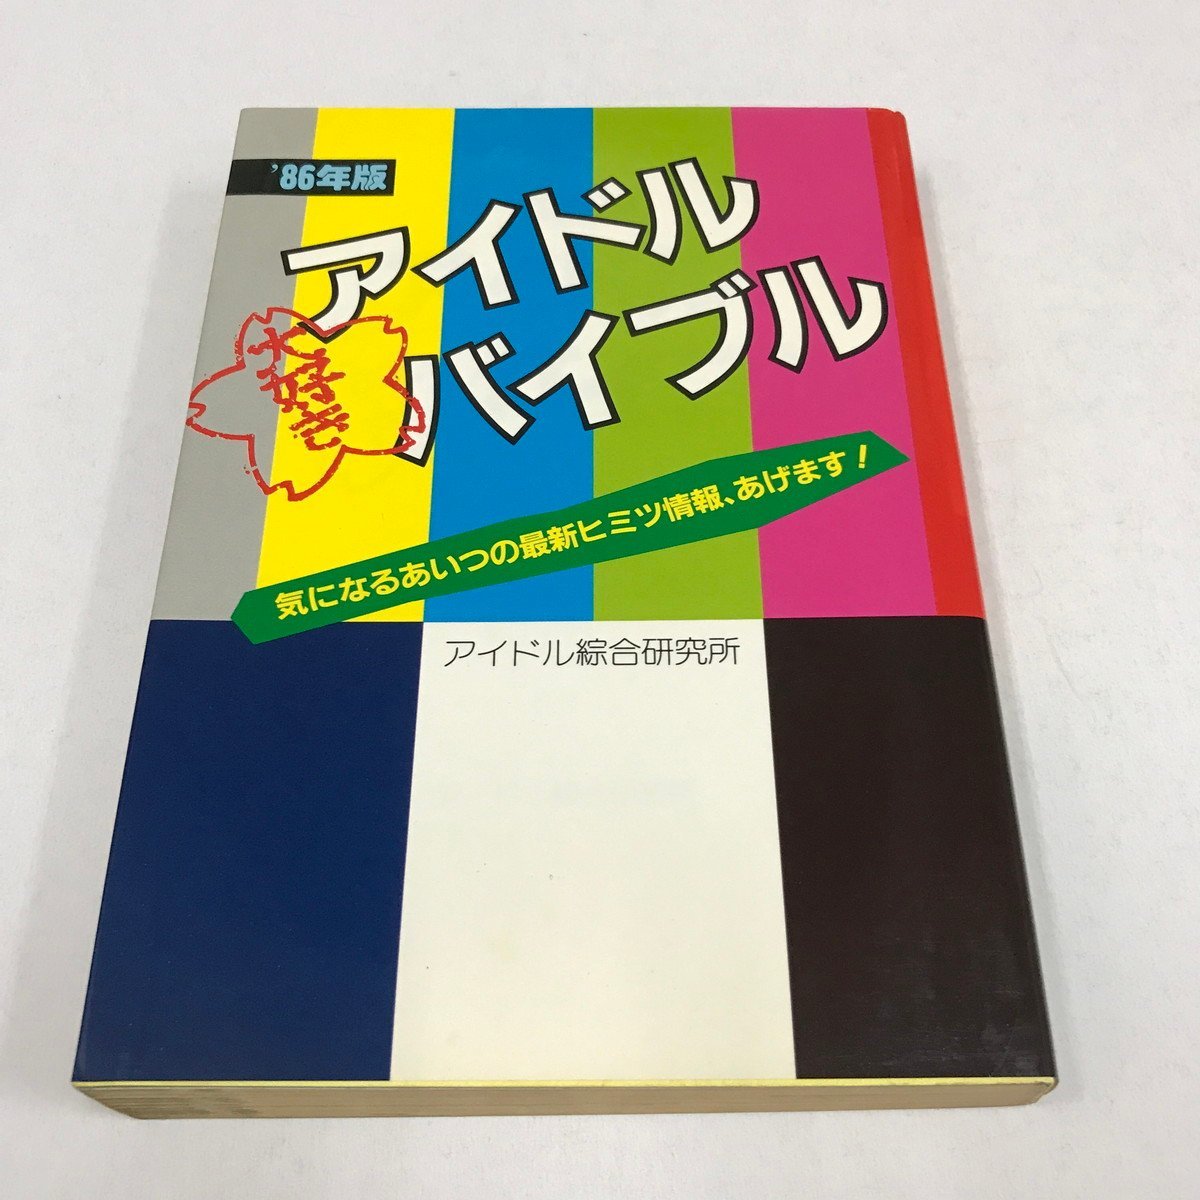 '86年版
アイドル
バイブル
大好き
気になるあいつの最新ヒミツ情報、あげます!
アイドル綜合研究所